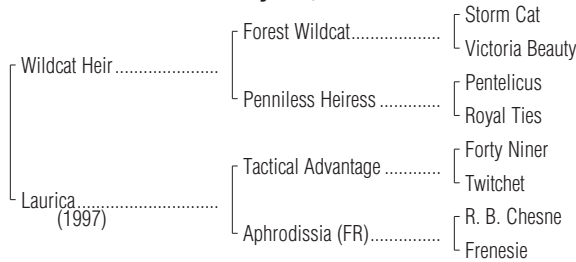 Storm Cat
Forest Wildcat...................
Victoria Beauty
Wildcat Heir......................
Pentelicus
Penniless Heiress .............
Royal Ties
Forty Niner
Tactical Advantage ............
Twitchet
Laurica..............................
(1997)
R. B. Chesne
Aphrodissia (FR)...............
Frenesie